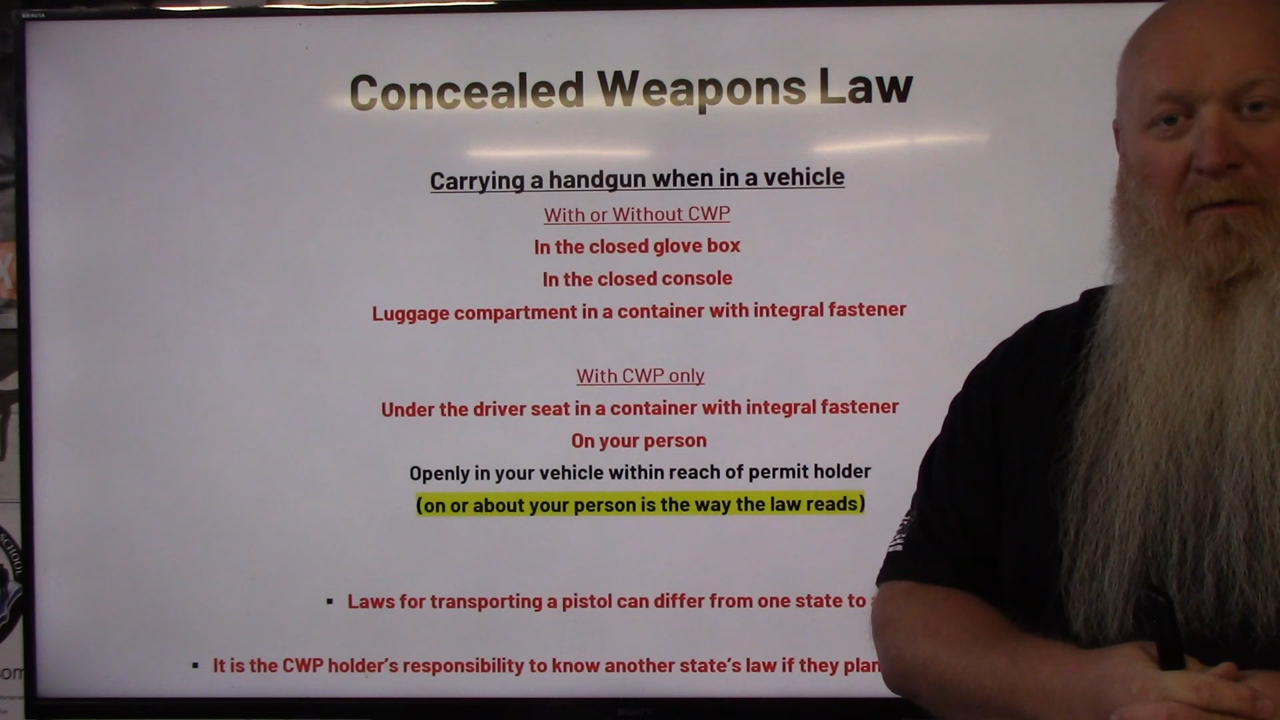 Concealed Weapons Law
Carrying a handgun when in a vehicle
With or Without CWP
In the closed glove box
In the closed console
Luggage compartment in a container with integral fastener
With CWP only
Under the driver seat in a container with integral fastener
On your person
Openly in your vehicle within reach of permit holder
(on or about your person is the way the law reads)
▪ Laws for transporting a pistol can differ from one state to
▪ It is the CWP holder's responsibility to know another state's law if they plan
SCHOOL
SONY